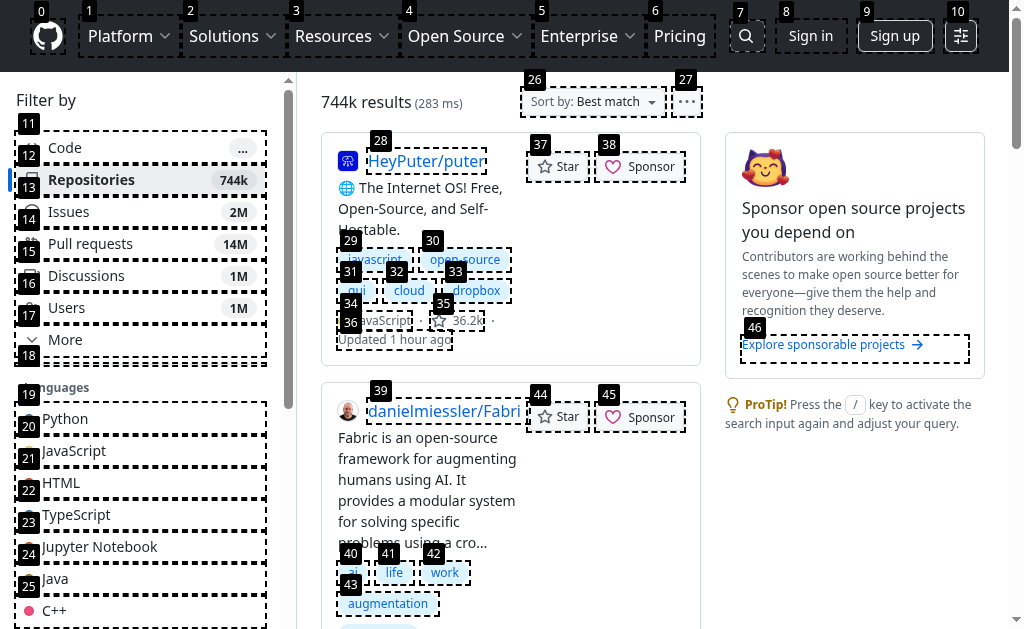 0 1 2 3 4 5 6 7 8 9 10
Platform Solutions Resources Open Source Enterprise Pricing Sign in Sign up
Filter by
11
Code ...
12
Repositories 744k
13
Issues 2M
14
Pull requests 14M
15
Discussions 1M
16
Users 1M
17
More
18
Languages
19
Python
20
JavaScript
21
HTML
22
TypeScript
23
Jupyter Notebook
24
Java
25
C++
26 27
744k results (283 ms) Sort by: Best match ...
28 37 38
HeyPuter/puter Star Sponsor
🌐 The Internet OS! Free,
Open-Source, and Self-
Hostable.
29 30
javascript open-source
31 32 33
gui cloud dropbox
34 35
JavaScript · 36.2k ·
36
Updated 1 hour ago
39 44 45
danielmiessler/Fabri Star Sponsor
Fabric is an open-source
framework for augmenting
humans using AI. It
provides a modular system
for solving specific
problems using a cro...
40 41 42
ai life work
43
augmentation
Sponsor open source projects
you depend on
Contributors are working behind the
scenes to make open source better for
everyone—give them the help and
recognition they deserve.
46
Explore sponsorable projects →
ProTip! Press the / key to activate the
search input again and adjust your query.